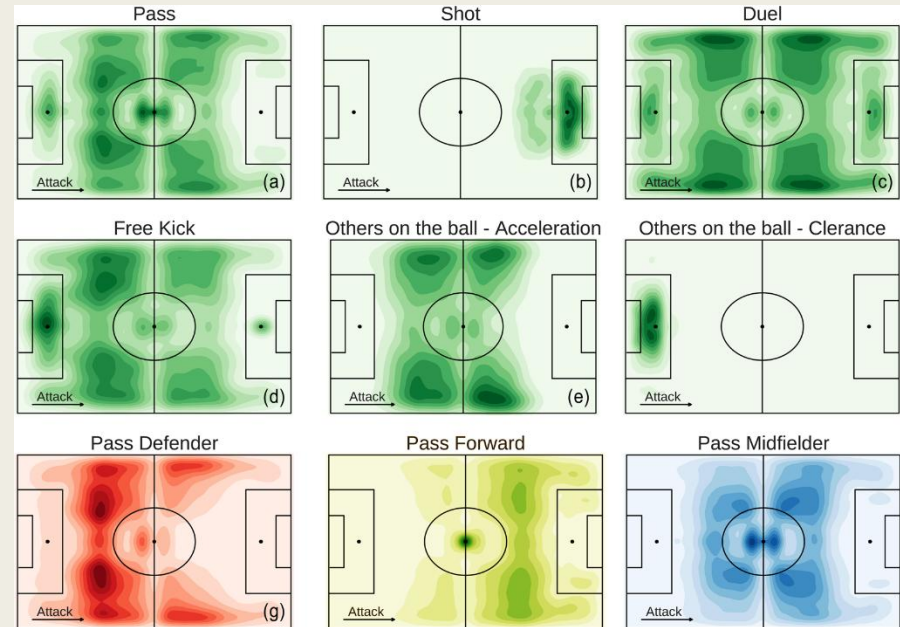 Pass
Shot
Duel
Attack
(a)
Attack
(b)
Attack
(c)
Free Kick
Others on the ball - Acceleration
Others on the ball - Clerance
Attack
(d)
Attack
(e)
Attack
Pass Defender
Pass Forward
Pass Midfielder
Attack
(g)
Attack
Attack